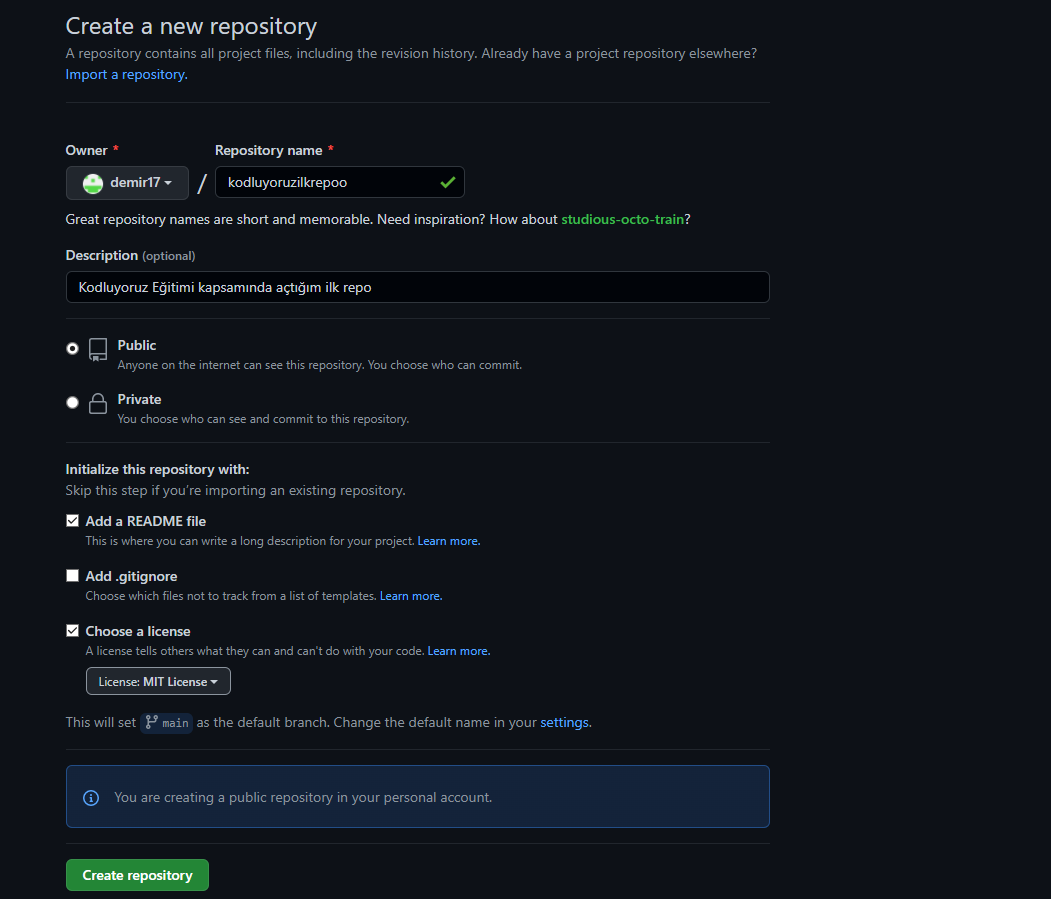 Create a new repository
A repository contains all project files, including the revision history. Already have a project repository elsewhere?
Import a repository.
Owner * Repository name *
demir17 / kodluyoruzilkrepoo
Great repository names are short and memorable. Need inspiration? How about studious-octo-train?
Description (optional)
Kodluyoruz Eğitimi kapsamında açtığım ilk repo
Public
Anyone on the internet can see this repository. You choose who can commit.
Private
You choose who can see and commit to this repository.
Initialize this repository with:
Skip this step if you're importing an existing repository.
Add a README file
This is where you can write a long description for your project. Learn more.
Add .gitignore
Choose which files not to track from a list of templates. Learn more.
Choose a license
A license tells others what they can and can't do with your code. Learn more.
License: MIT License
This will set main as the default branch. Change the default name in your settings.
You are creating a public repository in your personal account.
Create repository